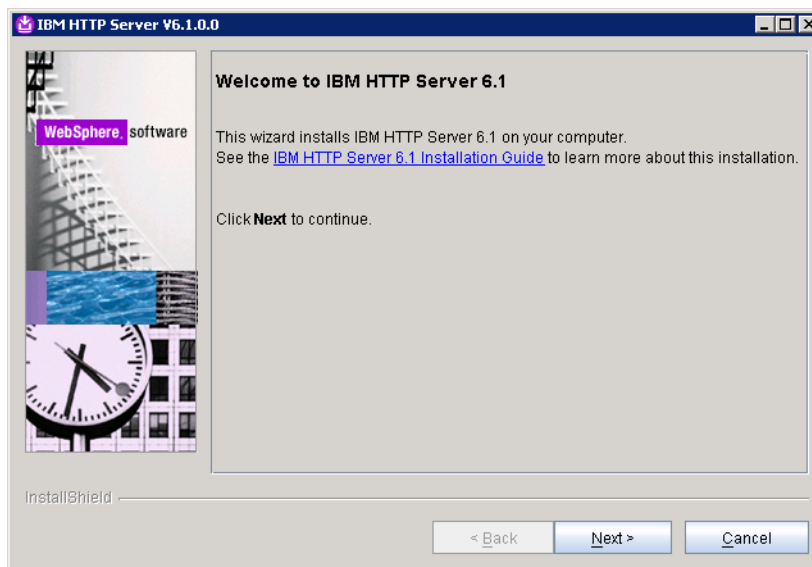 IBM HTTP Server V6.1.0.0
WebSphere. software
Welcome to IBM HTTP Server 6.1
This wizard installs IBM HTTP Server 6.1 on your computer.
See the IBM HTTP Server 6.1 Installation Guide to learn more about this installation.
Click Next to continue.
InstallShield
< Back
Next >
Cancel